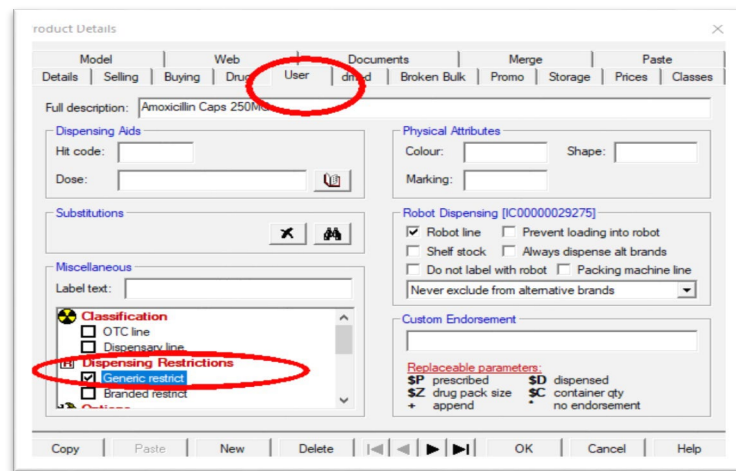 roduct Details
Model Web Documents Merge Paste
Details Selling Buying Drug User dm+d Broken Bulk Promo Storage Prices Classes
Full description: Amoxicillin Caps 250MG
Dispensing Aids
Hit code:
Dose:
Substitutions
Miscellaneous
Label text:
Classification
OTC line
Dispensary line
Dispensing Restrictions
Generic restrict
Branded restrict
Options
Physical Attributes
Colour: Shape:
Marking:
Robot Dispensing [IC00000029275]
Robot line Prevent loading into robot
Shelf stock Always dispense alt brands
Do not label with robot Packing machine line
Never exclude from alternative brands
Custom Endorsement
Replaceable parameters:
$P prescribed $D dispensed
$Z drug pack size $C container qty
+ append * no endorsement
Copy Paste New Delete OK Cancel Help